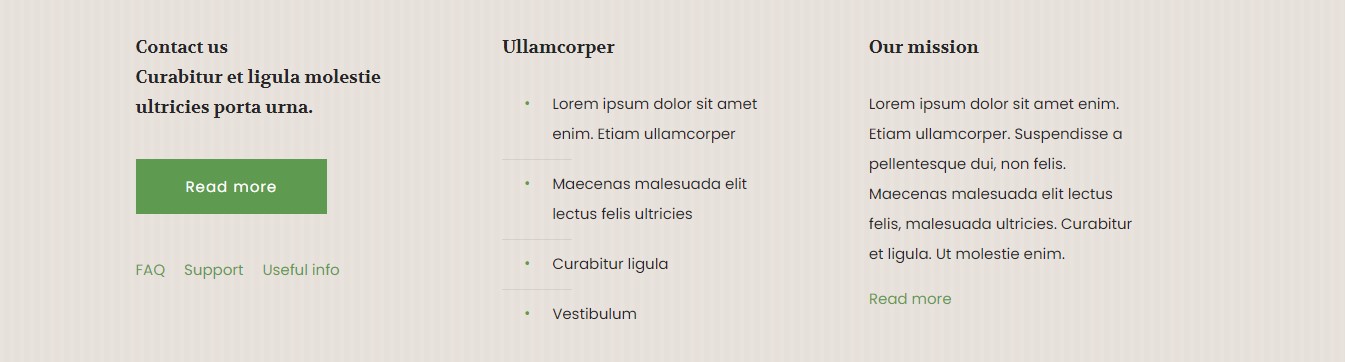 Contact us
Curabitur et ligula molestie
ultricies porta urna.
Read more
FAQ Support Useful info
Ullamcorper
• Lorem ipsum dolor sit amet
enim. Etiam ullamcorper
• Maecenas malesuada elit
lectus felis ultricies
• Curabitur ligula
• Vestibulum
Our mission
Lorem ipsum dolor sit amet enim.
Etiam ullamcorper. Suspendisse a
pellentesque dui, non felis.
Maecenas malesuada elit lectus
felis, malesuada ultricies. Curabitur
et ligula. Ut molestie enim.
Read more